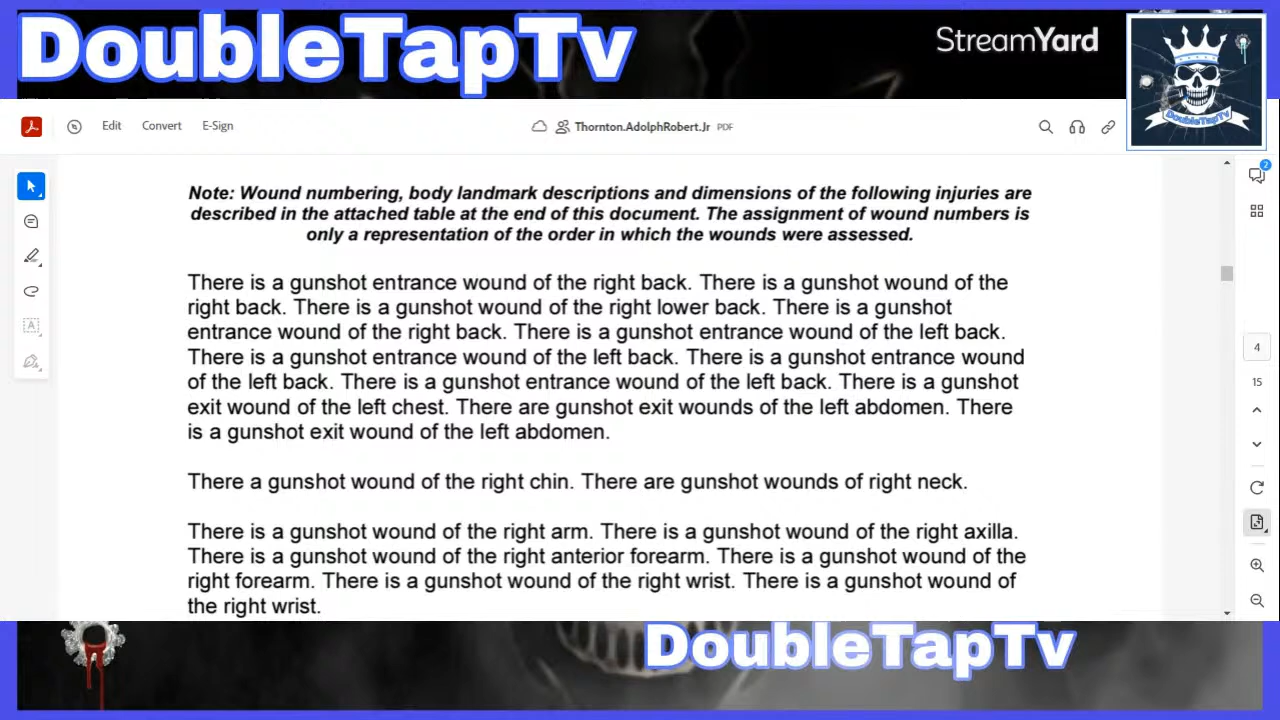 DoubleTapTv
StreamYard
DoubleTapTv
Edit
Convert
E-Sign
Thornton.AdolphRobert.Jr PDF
2
Note: Wound numbering, body landmark descriptions and dimensions of the following injuries are
described in the attached table at the end of this document. The assignment of wound numbers is
only a representation of the order in which the wounds were assessed.
There is a gunshot entrance wound of the right back. There is a gunshot wound of the
right back. There is a gunshot wound of the right lower back. There is a gunshot
entrance wound of the right back. There is a gunshot entrance wound of the left back.
There is a gunshot entrance wound of the left back. There is a gunshot entrance wound
of the left back. There is a gunshot entrance wound of the left back. There is a gunshot
exit wound of the left chest. There are gunshot exit wounds of the left abdomen. There
is a gunshot exit wound of the left abdomen.
There a gunshot wound of the right chin. There are gunshot wounds of right neck.
There is a gunshot wound of the right arm. There is a gunshot wound of the right axilla.
There is a gunshot wound of the right anterior forearm. There is a gunshot wound of the
right forearm. There is a gunshot wound of the right wrist. There is a gunshot wound of
the right wrist.
4
15
DoubleTapTv